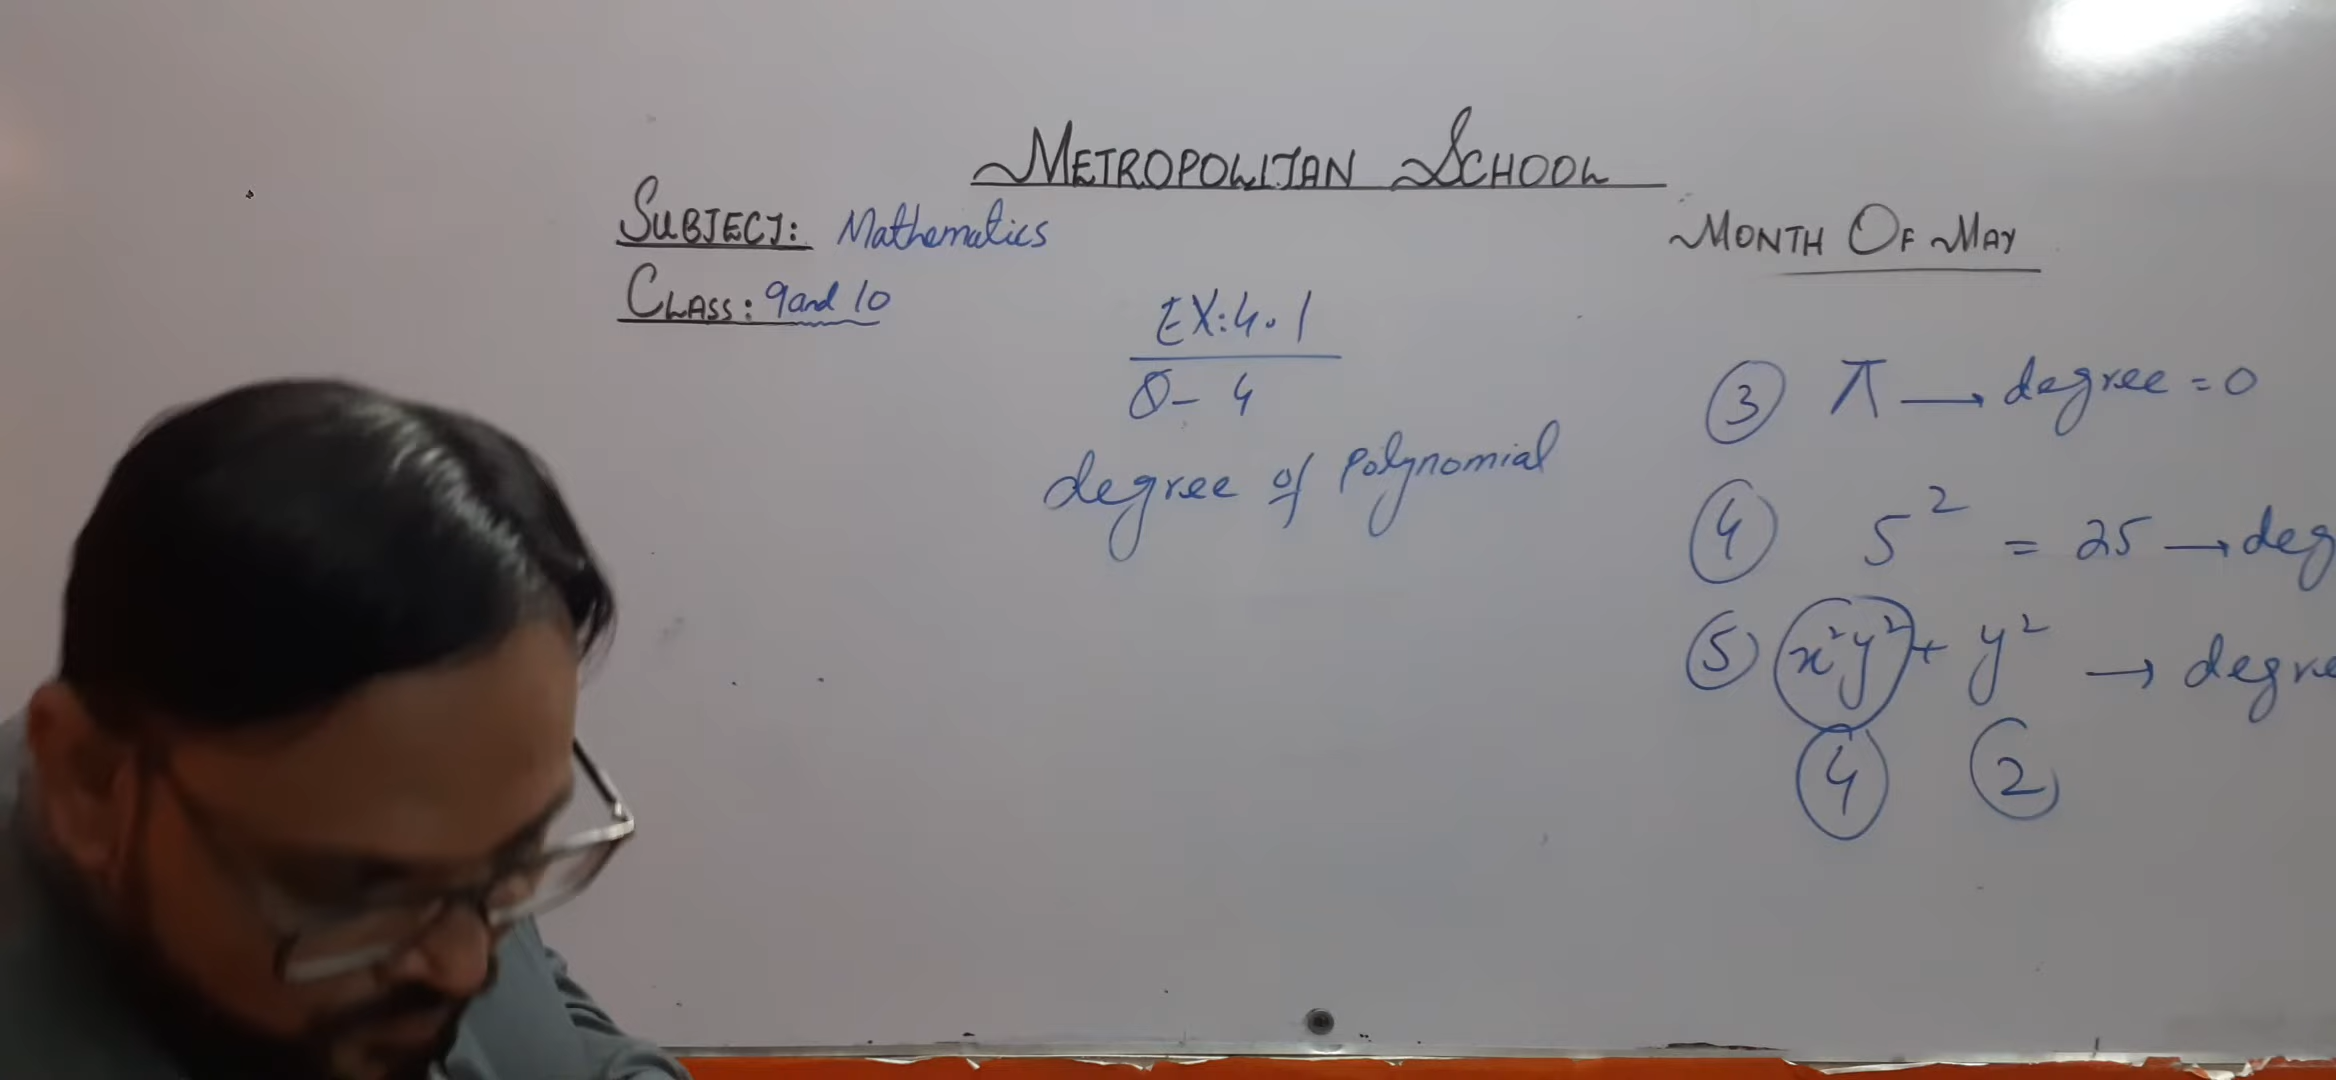 METROPOLITAN SCHOOL
SUBJECT: Mathematics
CLASS: 9 and 10
MONTH OF MAY
EX: 4.1
Q- 4
degree of polynomial
③ π → degree = 0
④ 5² = 25 → deg
⑤ x²y² + y² → degre
④ ②